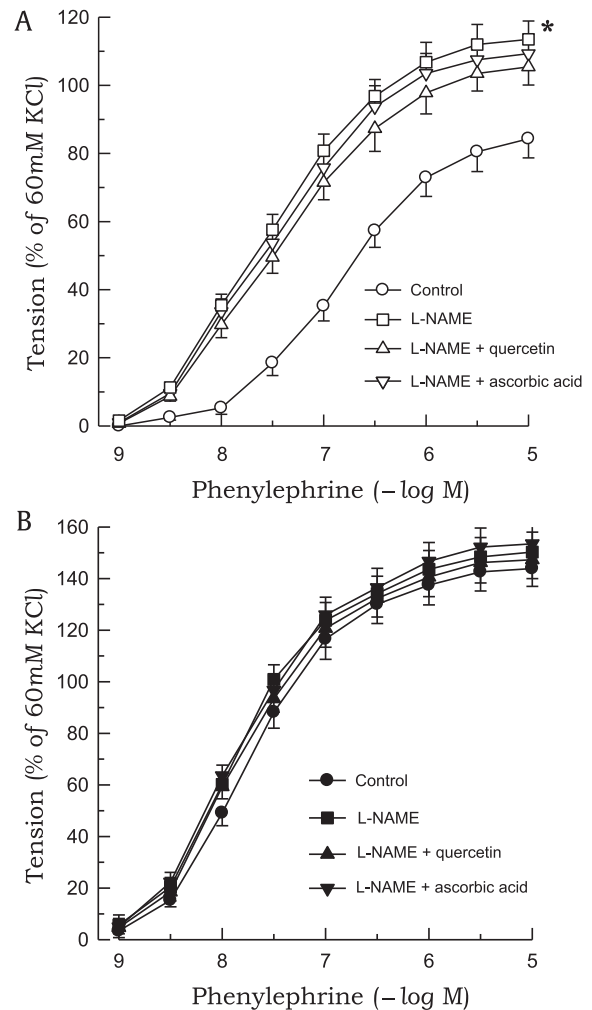 A
120
100
80
60
40
20
0
Tension (% of 60mM KCl)
Control
L-NAME
L-NAME + quercetin
L-NAME + ascorbic acid
*
9 8 7 6 5
Phenylephrine (– log M)
B
160
140
120
100
80
60
40
20
0
Tension (% of 60mM KCl)
Control
L-NAME
L-NAME + quercetin
L-NAME + ascorbic acid
9 8 7 6 5
Phenylephrine (– log M)